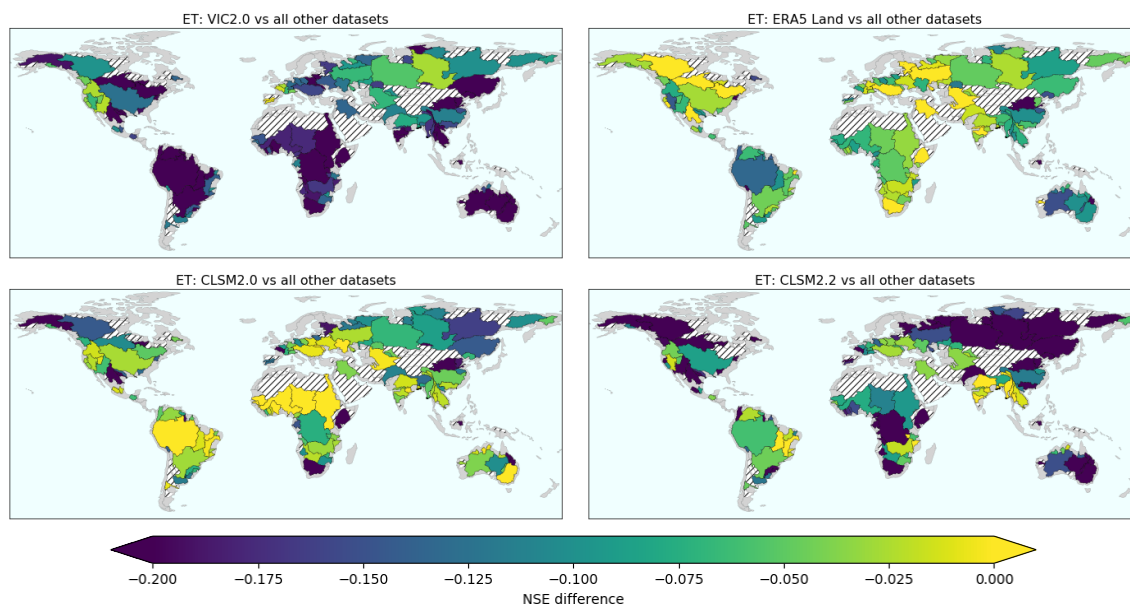 ET: VIC2.0 vs all other datasets
ET: ERA5 Land vs all other datasets
ET: CLSM2.0 vs all other datasets
ET: CLSM2.2 vs all other datasets
−0.200 −0.175 −0.150 −0.125 −0.100 −0.075 −0.050 −0.025 0.000
NSE difference